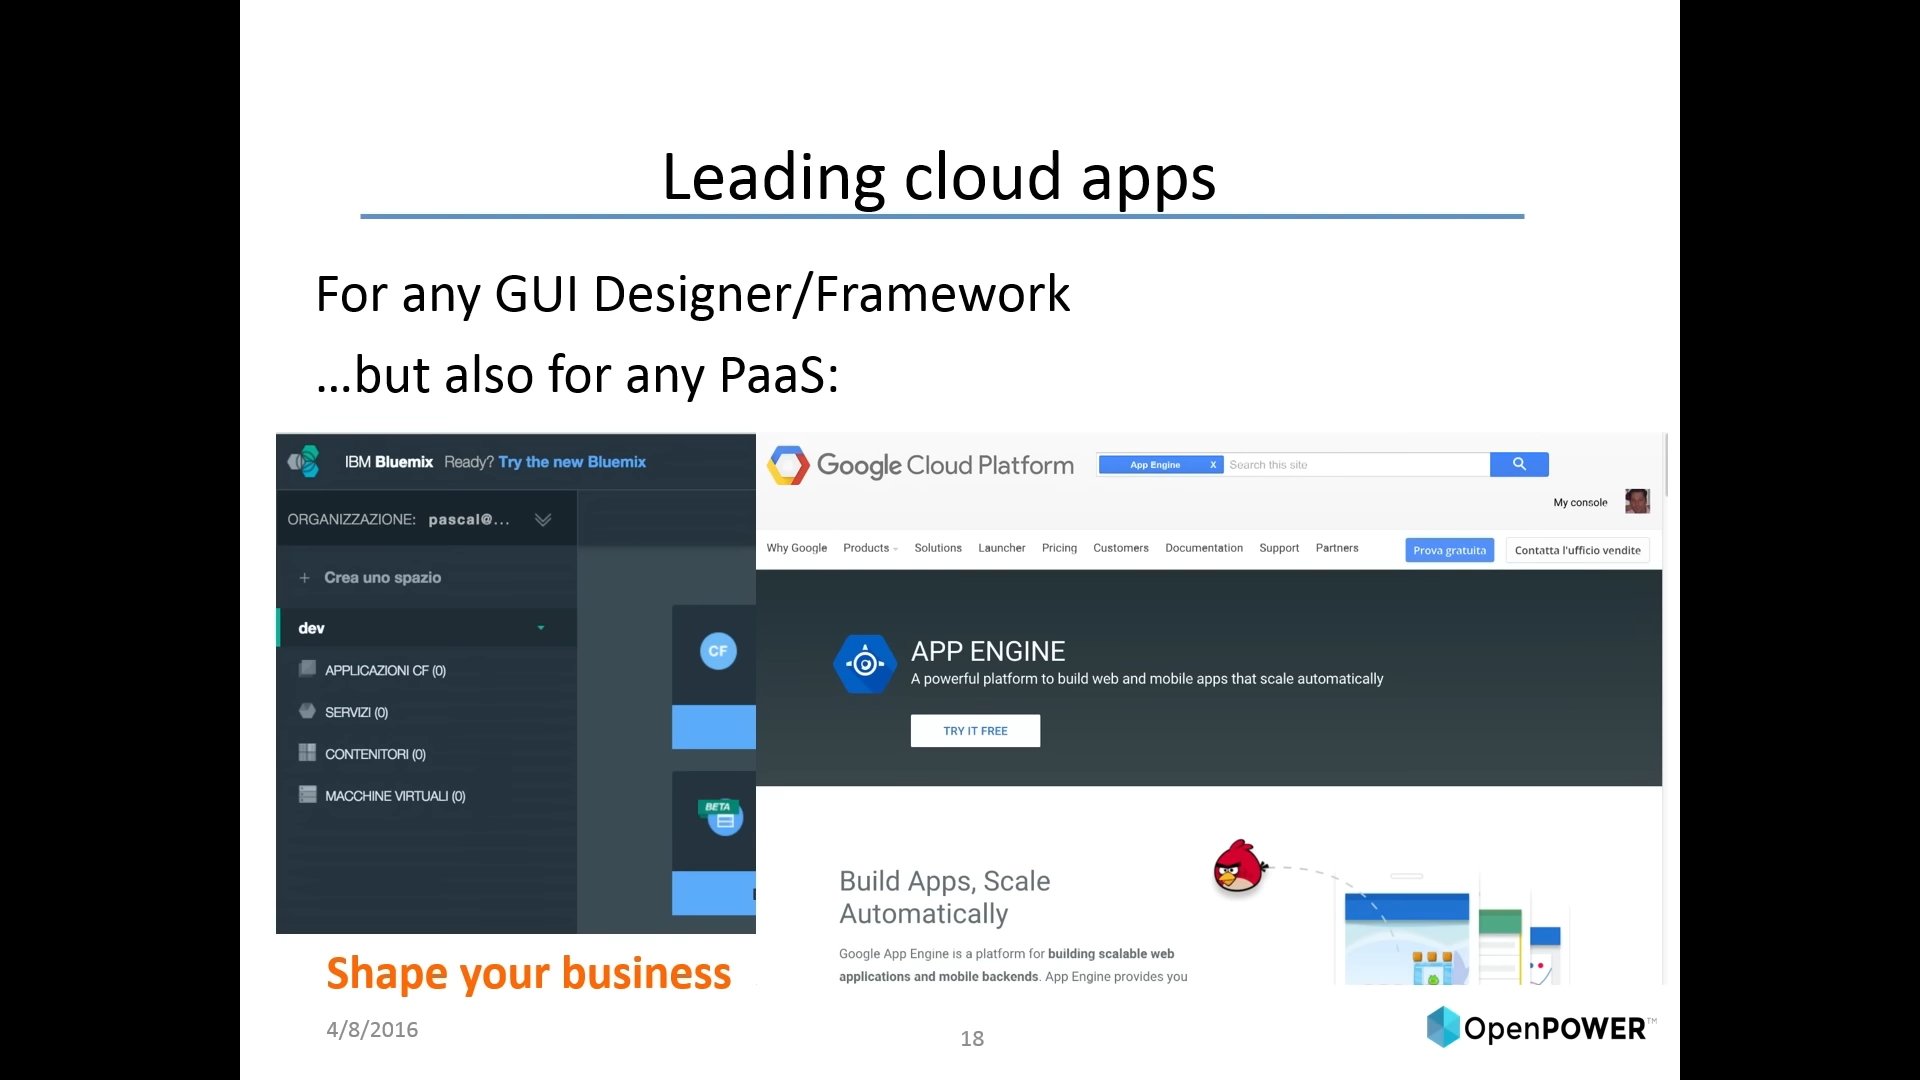 Leading cloud apps
For any GUI Designer/Framework
...but also for any PaaS:
IBM Bluemix Ready? Try the new Bluemix
ORGANIZZAZIONE: pascal@...
+ Crea uno spazio
dev
APPLICAZIONI CF (0)
SERVIZI (0)
CONTENITORI (0)
MACCHINE VIRTUALI (0)
CF
BETA
Google Cloud Platform
App Engine X Search this site
My console
Why Google Products Solutions Launcher Pricing Customers Documentation Support Partners Prova gratuita Contatta l'ufficio vendite
APP ENGINE
A powerful platform to build web and mobile apps that scale automatically
TRY IT FREE
Build Apps, Scale
Automatically
Google App Engine is a platform for building scalable web
applications and mobile backends. App Engine provides you
Shape your business
4/8/2016
18
OpenPOWER™